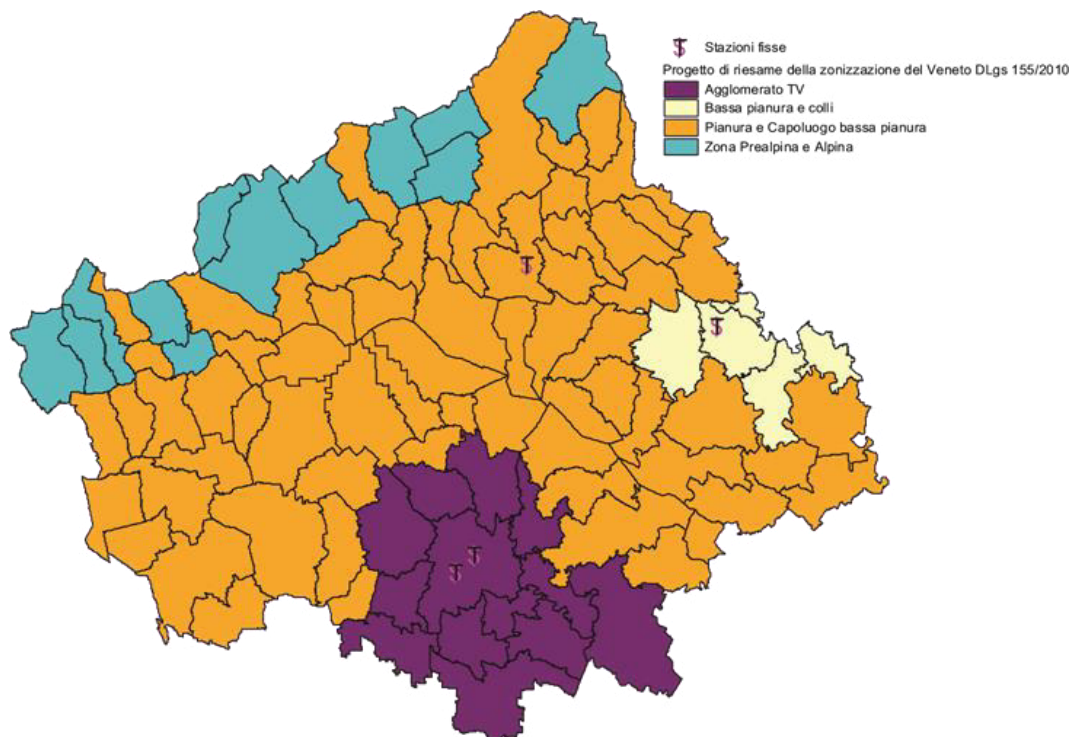 Stazioni fisse
Progetto di riesame della zonizzazione del Veneto DLgs 155/2010
Agglomerato TV
Bassa pianura e colli
Pianura e Capoluogo bassa pianura
Zona Prealpina e Alpina